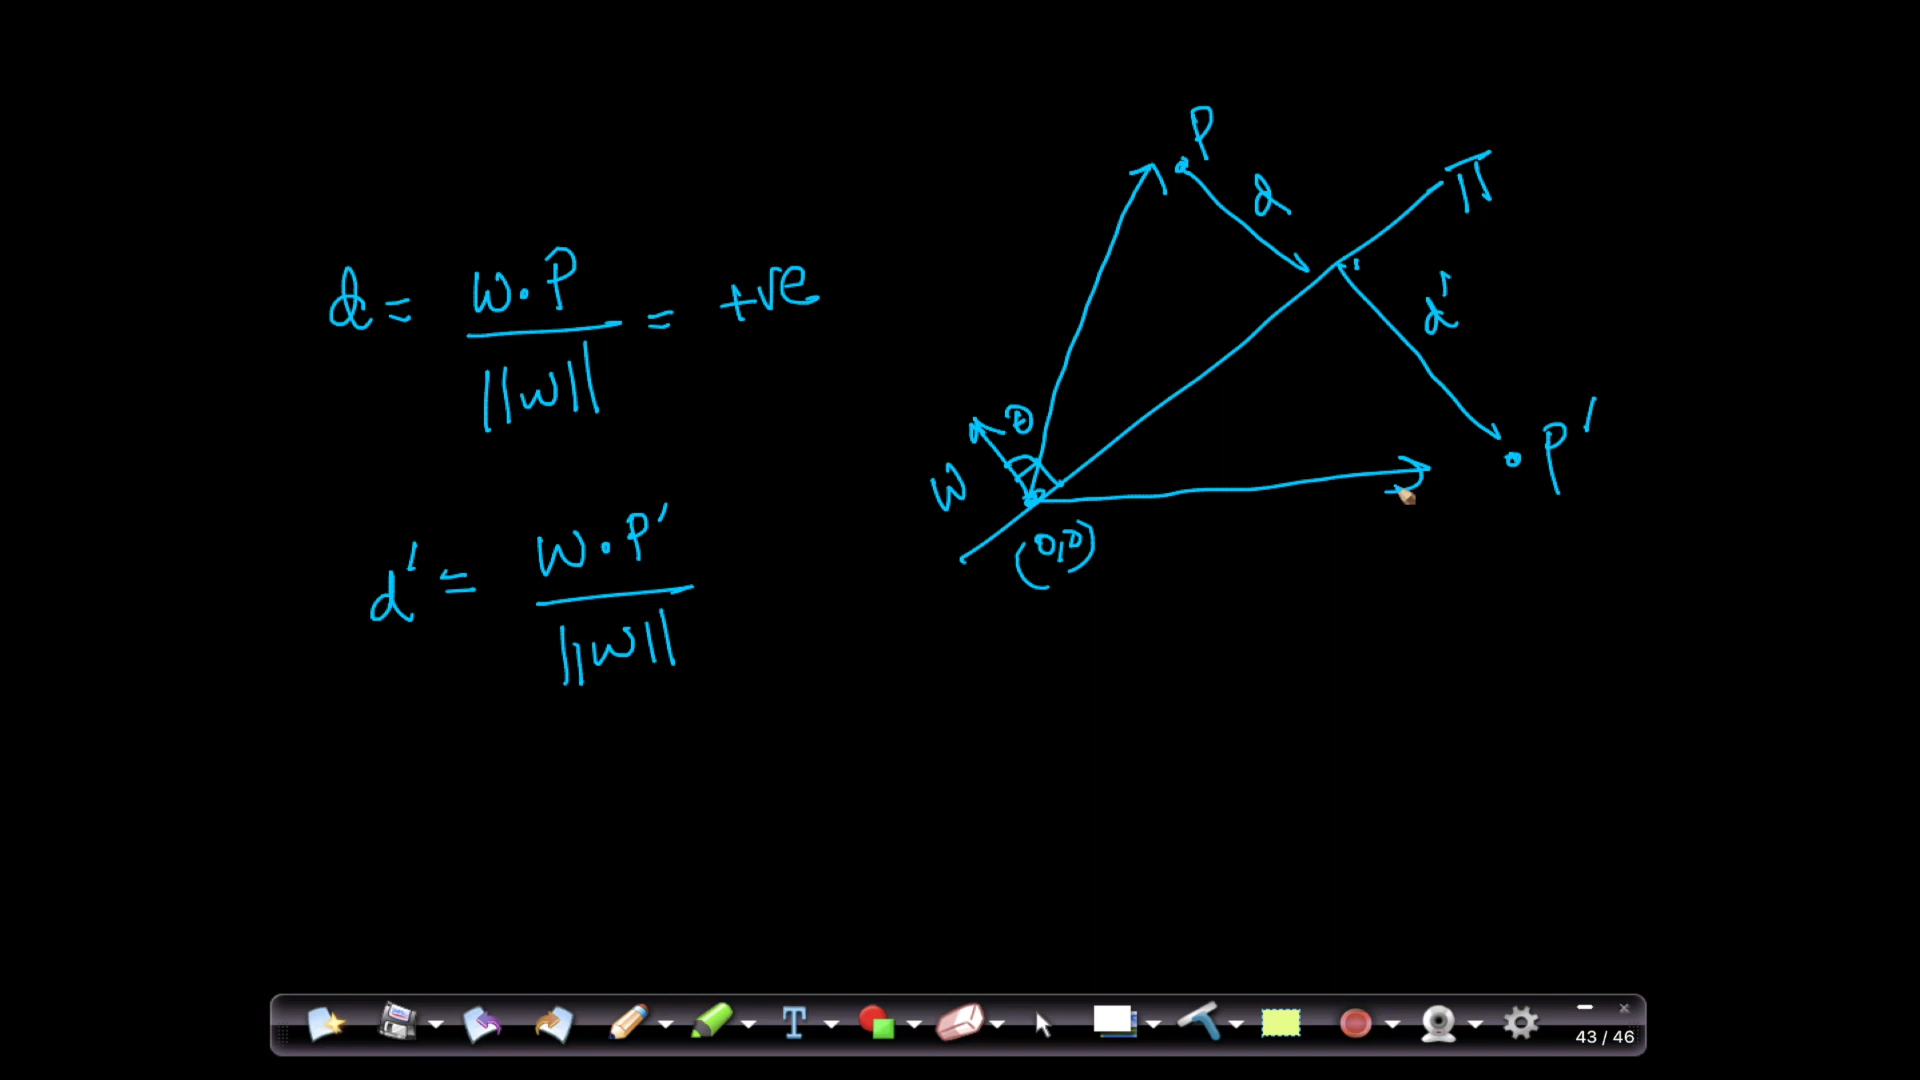 P
d
π
d = w·P / ||w|| = +ve
d'
θ
P'
w
(0,0)
d' = w·P' / ||w||
T
43 / 46